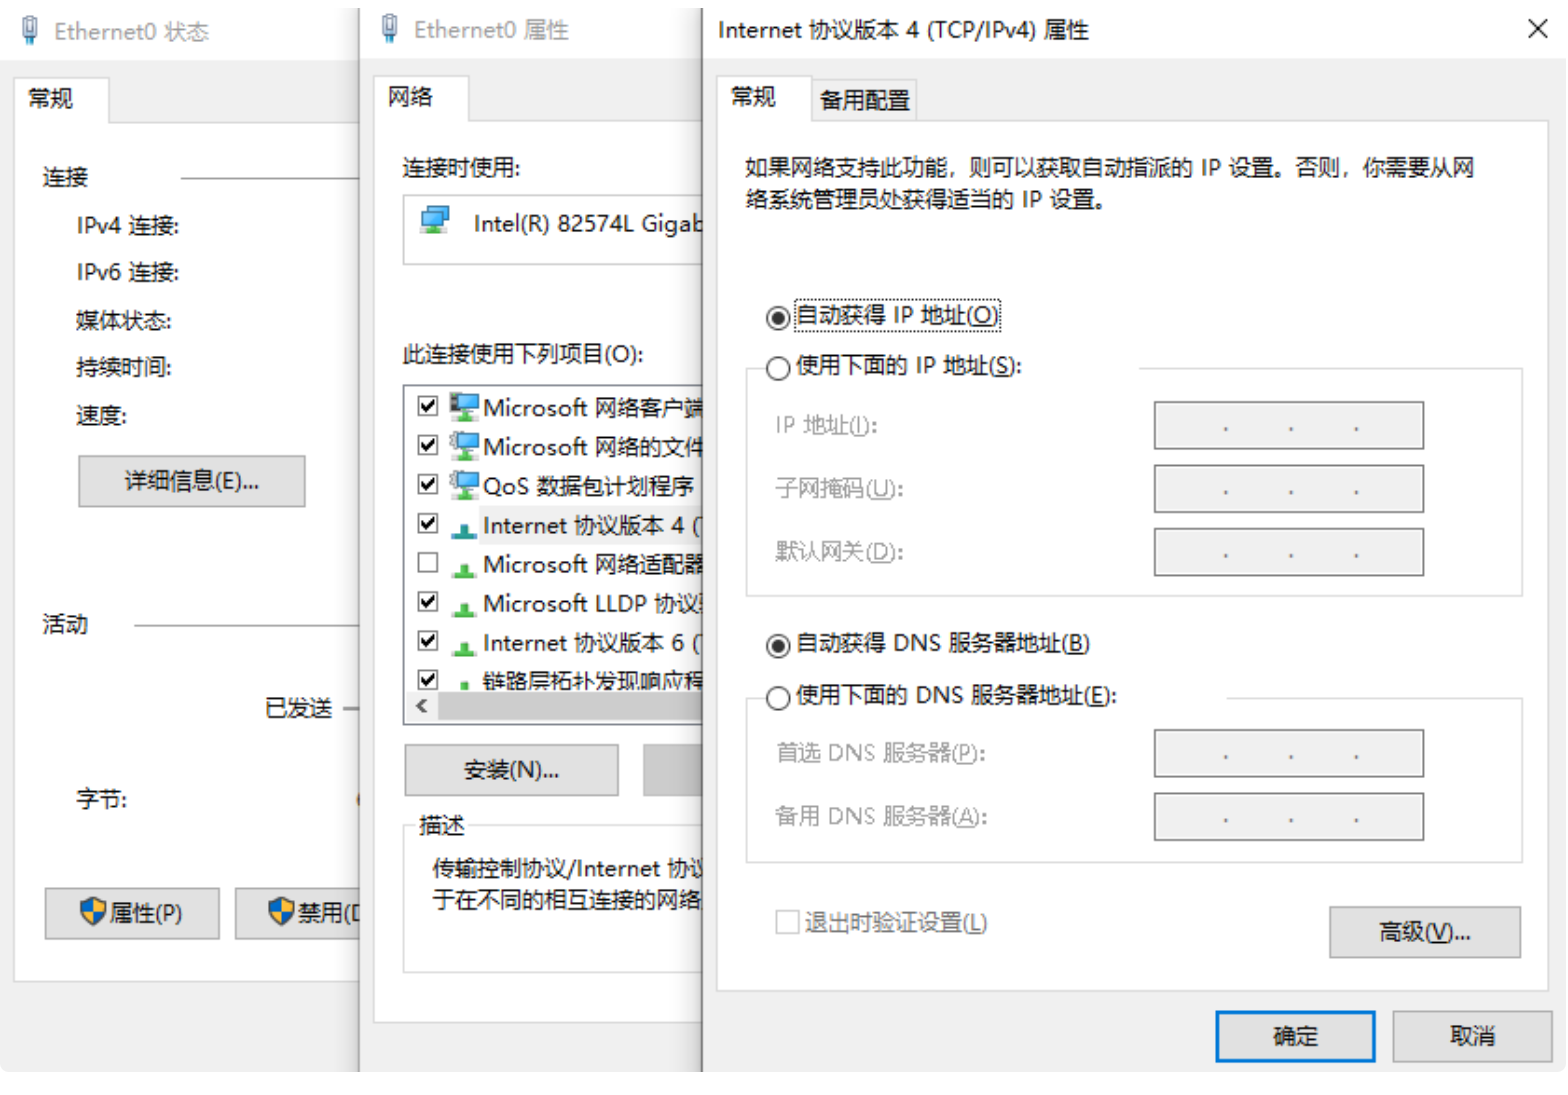 Ethernet0 状态
常规
连接
IPv4 连接:
IPv6 连接:
媒体状态:
持续时间:
速度:
详细信息(E)...
活动
已发送
字节:
属性(P)
禁用(D
Ethernet0 属性
网络
连接时使用:
Intel(R) 82574L Gigab
此连接使用下列项目(O):
Microsoft 网络客户端
Microsoft 网络的文件
QoS 数据包计划程序
Internet 协议版本 4 (
Microsoft 网络适配器
Microsoft LLDP 协议
Internet 协议版本 6 (
链路层拓扑发现响应程
安装(N)...
描述
传输控制协议/Internet 协议
于在不同的相互连接的网络
Internet 协议版本 4 (TCP/IPv4) 属性
常规
备用配置
如果网络支持此功能，则可以获取自动指派的 IP 设置。否则，你需要从网
络系统管理员处获得适当的 IP 设置。
自动获得 IP 地址(O)
使用下面的 IP 地址(S):
IP 地址(I):
子网掩码(U):
默认网关(D):
自动获得 DNS 服务器地址(B)
使用下面的 DNS 服务器地址(E):
首选 DNS 服务器(P):
备用 DNS 服务器(A):
退出时验证设置(L)
高级(V)...
确定
取消